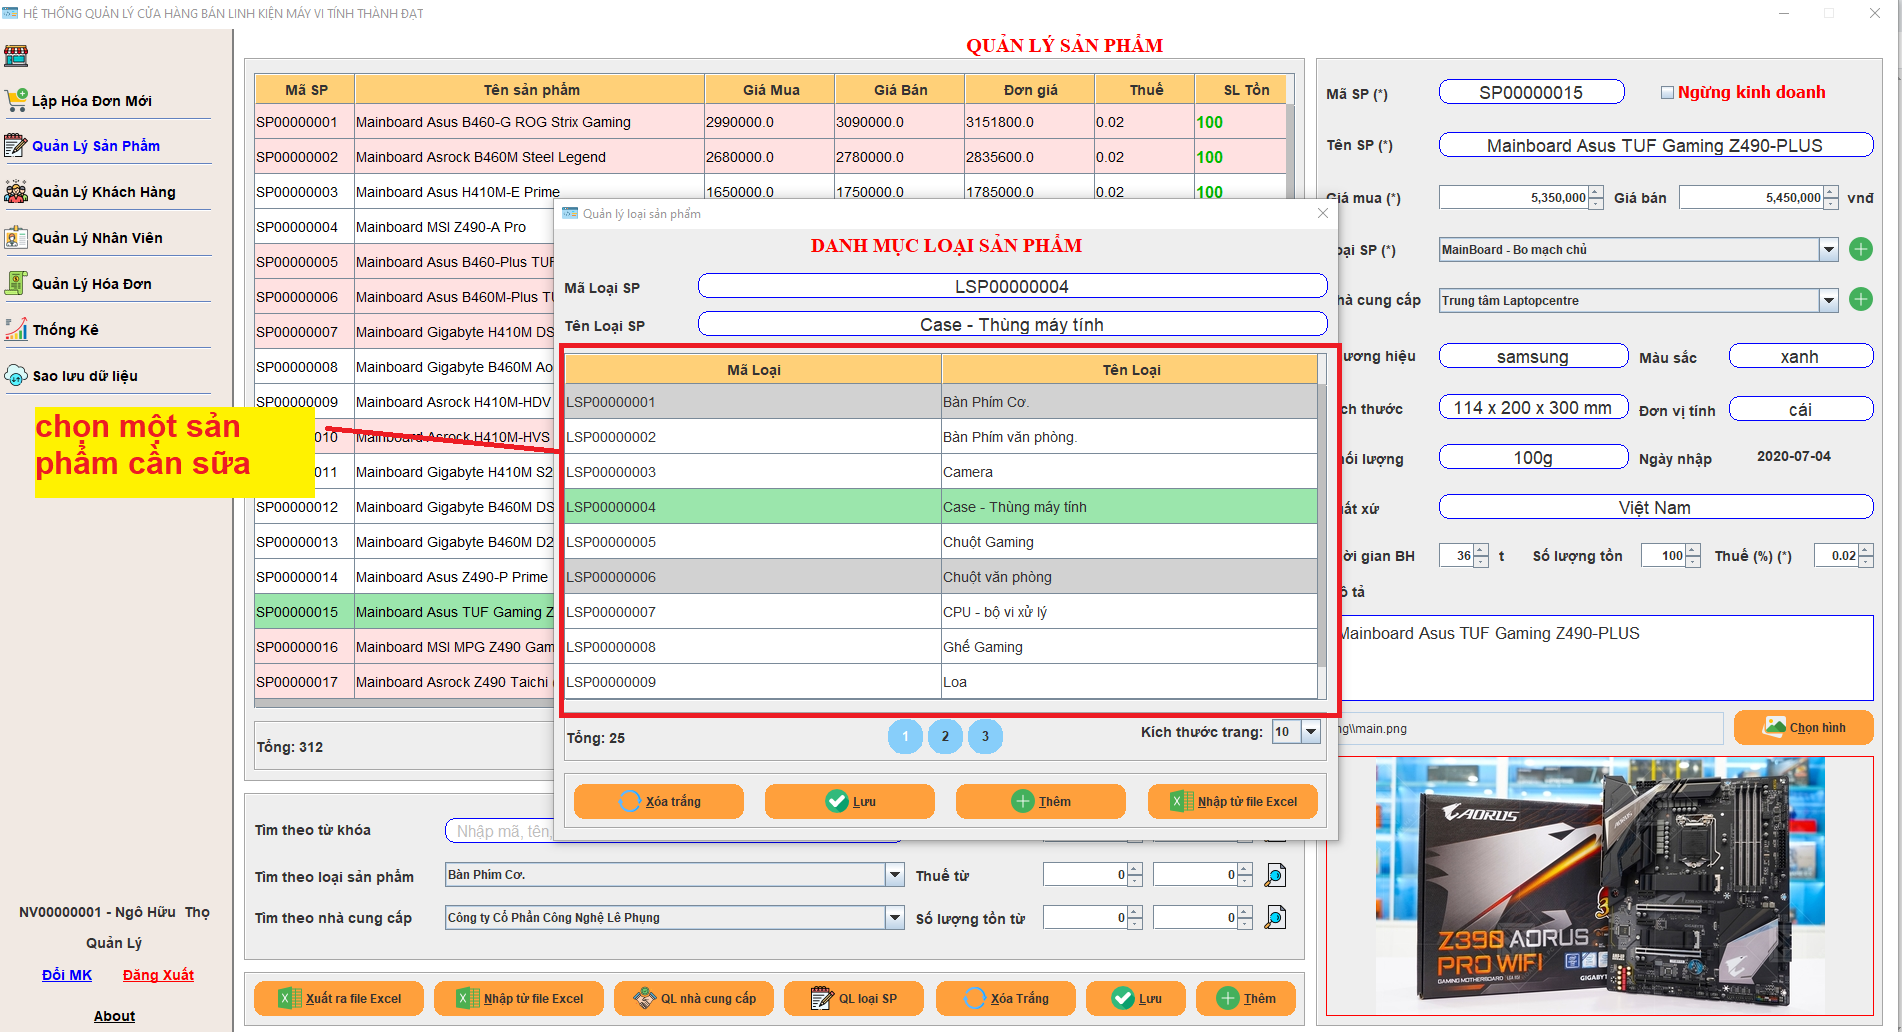 HỆ THỐNG QUẢN LÝ CỬA HÀNG BÁN LINH KIỆN MÁY VI TÍNH THÀNH ĐẠT
Lập Hóa Đơn Mới
Quản Lý Sản Phẩm
Quản Lý Khách Hàng
Quản Lý Nhân Viên
Quản Lý Hóa Đơn
Thống Kê
Sao lưu dữ liệu
chọn một sản
phẩm cần sữa
NV00000001 - Ngô Hữu Thọ
Quản Lý
Đổi MK Đăng Xuất
About
QUẢN LÝ SẢN PHẨM
Mã SP Tên sản phẩm Giá Mua Giá Bán Đơn giá Thuế SL Tồn
SP00000001 Mainboard Asus B460-G ROG Strix Gaming 2990000.0 3090000.0 3151800.0 0.02 100
SP00000002 Mainboard Asrock B460M Steel Legend 2680000.0 2780000.0 2835600.0 0.02 100
SP00000003 Mainboard Asus H410M-E Prime 1650000.0 1750000.0 1785000.0 0.02 100
SP00000004 Mainboard MSI Z490-A Pro
SP00000005 Mainboard Asus B460-Plus TUF
SP00000006 Mainboard Asus B460M-Plus TU
SP00000007 Mainboard Gigabyte H410M DS
SP00000008 Mainboard Gigabyte B460M Ao
SP00000009 Mainboard Asrock H410M-HDV
010 Mainboard Asrock H410M-HVS
011 Mainboard Gigabyte H410M S2
SP00000012 Mainboard Gigabyte B460M DS
SP00000013 Mainboard Gigabyte B460M D2
SP00000014 Mainboard Asus Z490-P Prime
SP00000015 Mainboard Asus TUF Gaming Z
SP00000016 Mainboard MSI MPG Z490 Gam
SP00000017 Mainboard Asrock Z490 Taichi
Tổng: 312
Quản lý loại sản phẩm
DANH MỤC LOẠI SẢN PHẨM
Mã Loại SP LSP00000004
Tên Loại SP Case - Thùng máy tính
Mã Loại Tên Loại
LSP00000001 Bàn Phím Cơ.
LSP00000002 Bàn Phím văn phòng.
LSP00000003 Camera
LSP00000004 Case - Thùng máy tính
LSP00000005 Chuột Gaming
LSP00000006 Chuột văn phòng
LSP00000007 CPU - bộ vi xử lý
LSP00000008 Ghế Gaming
LSP00000009 Loa
Tổng: 25 1 2 3 Kích thước trang: 10
Xóa trắng Lưu Thêm Nhập từ file Excel
Tìm theo từ khóa Nhập mã, tên,
Tìm theo loại sản phẩm Bàn Phím Cơ. Thuế từ 0 0
Tìm theo nhà cung cấp Công ty Cổ Phần Công Nghệ Lê Phụng Số lượng tồn từ 0 0
Xuất ra file Excel Nhập từ file Excel QL nhà cung cấp QL loại SP Xóa Trắng Lưu Thêm
Mã SP (*) SP00000015 Ngừng kinh doanh
Tên SP (*) Mainboard Asus TUF Gaming Z490-PLUS
iá mua (*) 5,350,000 Giá bán 5,450,000 vnđ
oại SP (*) MainBoard - Bo mạch chủ
hà cung cấp Trung tâm Laptopcentre
ương hiệu samsung Màu sắc xanh
ch thước 114 x 200 x 300 mm Đơn vị tính cái
ối lượng 100g Ngày nhập 2020-07-04
ất xứ Việt Nam
ời gian BH 36 t Số lượng tồn 100 Thuế (%) (*) 0.02
ô tả
Mainboard Asus TUF Gaming Z490-PLUS
ng\\main.png Chọn hình
AORUS
Z390 AORUS
PRO WIFI
GAMING MOTHERBOARD
GIGABYT